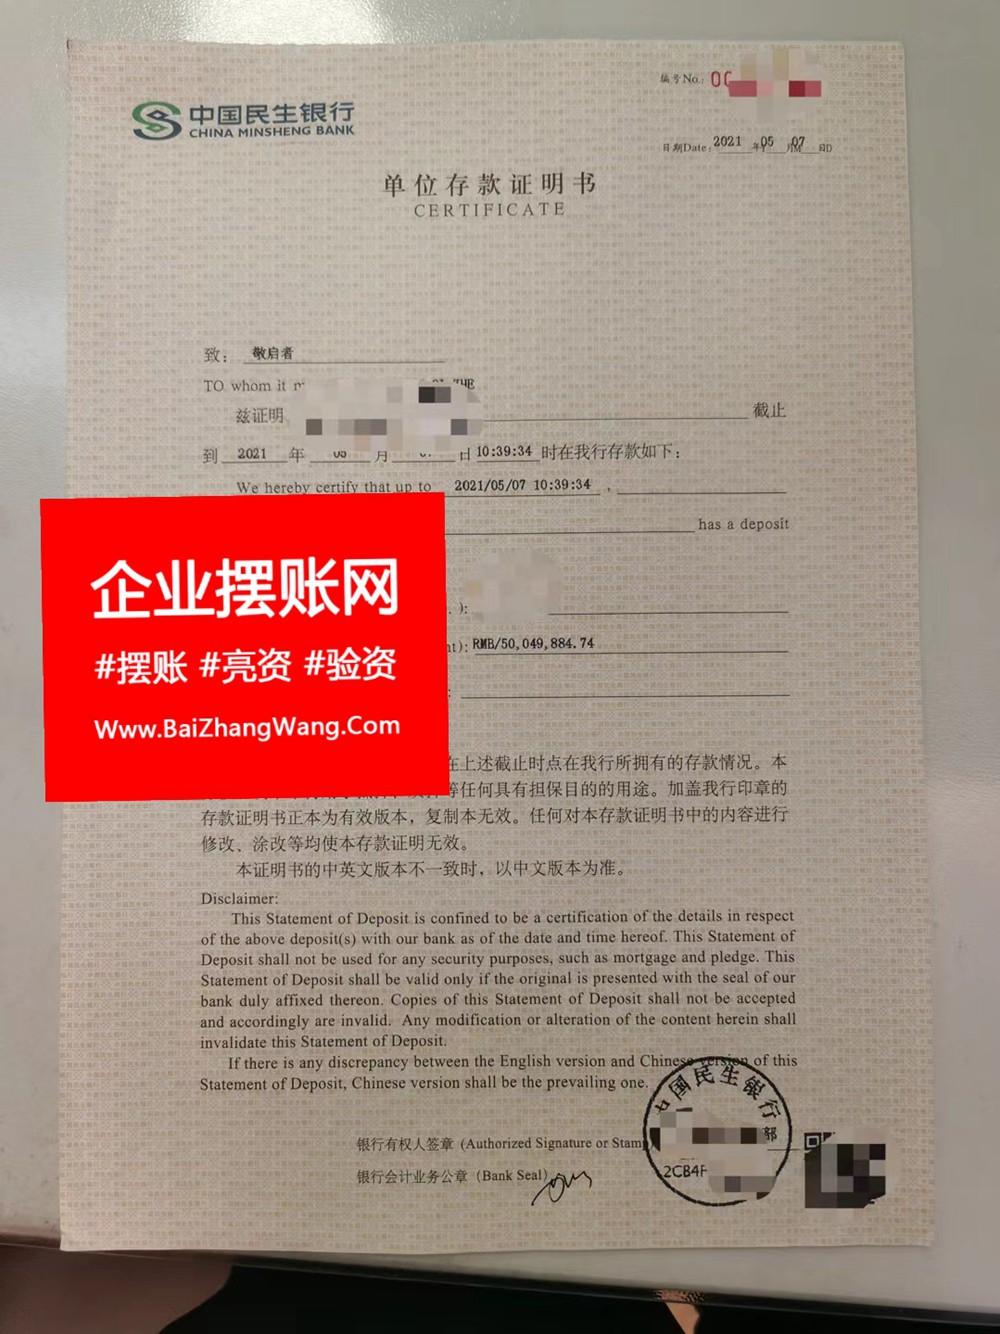 中国民生银行
CHINA MINSHENG BANK
编号No.:
日期Date: 2021 年Y 05 月M 07 日D
单位存款证明书
CERTIFICATE
致： 敬启者
TO whom it
兹证明 截止
到 2021 年 05 月 日 10:39:34 时在我行存款如下：
We hereby certify that up to 2021/05/07 10:39:34 ,
has a deposit
企业摆账网
): 
#摆账 #亮资 #验资
nt): RMB/50,049,884.74
:
Www.BaiZhangWang.Com
在上述截止时点在我行所拥有的存款情况。本
等任何具有担保目的的用途。加盖我行印章的
存款证明书正本为有效版本，复制本无效。任何对本存款证明书中的内容进行
修改、涂改等均使本存款证明无效。
本证明书的中英文版本不一致时，以中文版本为准。
Disclaimer:
This Statement of Deposit is confined to be a certification of the details in respect
of the above deposit(s) with our bank as of the date and time hereof. This Statement of
Deposit shall not be used for any security purposes, such as mortgage and pledge. This
Statement of Deposit shall be valid only if the original is presented with the seal of our
bank duly affixed thereon. Copies of this Statement of Deposit shall not be accepted
and accordingly are invalid. Any modification or alteration of the content herein shall
invalidate this Statement of Deposit.
If there is any discrepancy between the English version and Chinese version of this
Statement of Deposit, Chinese version shall be the prevailing one.
中国民生银行
部
银行有权人签章 (Authorized Signature or Stamp)
银行会计业务公章 (Bank Seal)
2CB4F